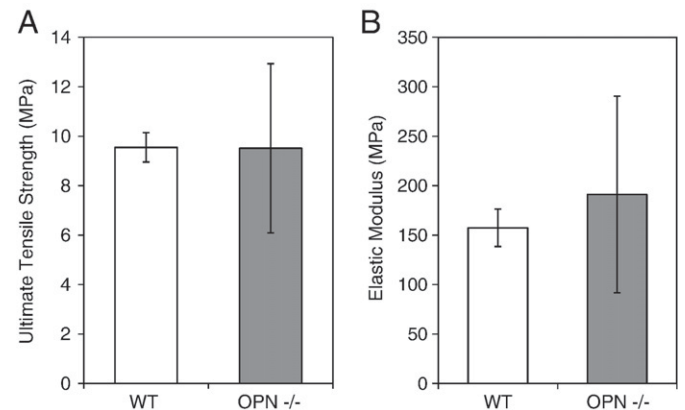 A
Ultimate Tensile Strength (MPa)
14
12
10
8
6
4
2
0
WT
OPN -/-
B
Elastic Modulus (MPa)
350
300
250
200
150
100
50
0
WT
OPN -/-